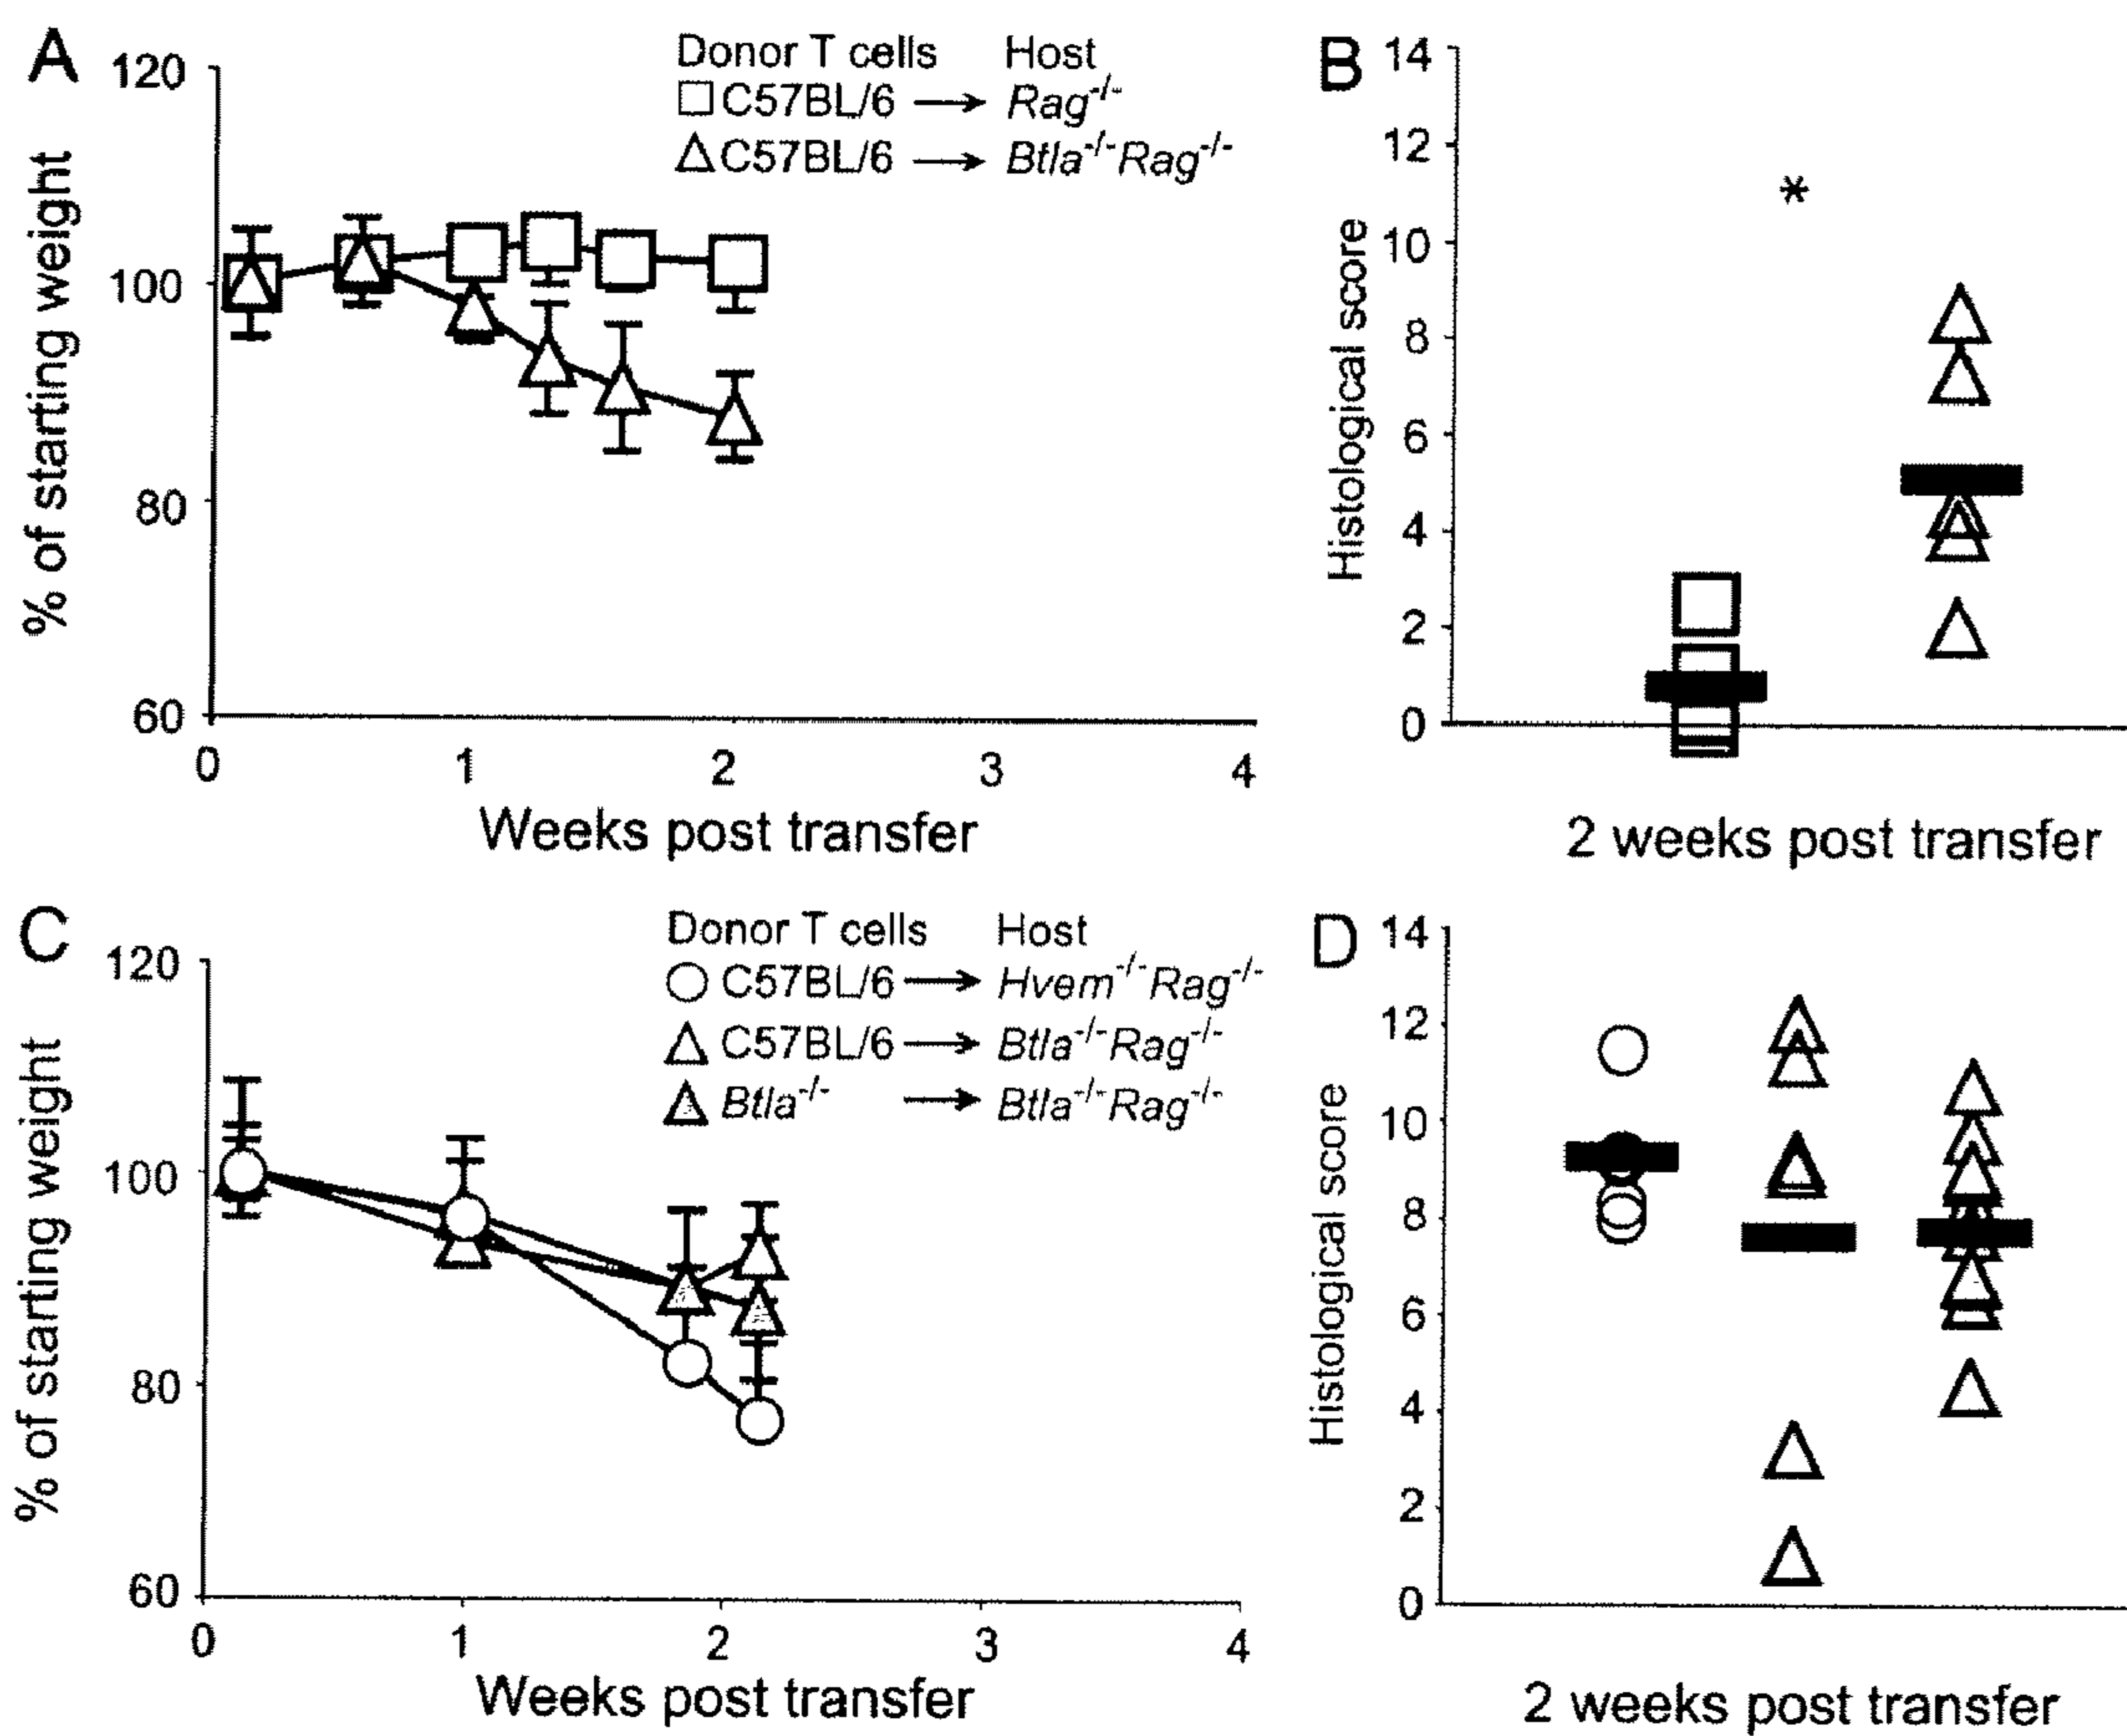 A
Donor T cells Host
□ C57BL/6 → Rag-/-
△ C57BL/6 → Btla-/-Rag-/-
120
100
80
60
% of starting weight
0 1 2 3 4
Weeks post transfer
B
14
12
10
8
6
4
2
0
Histological score
*
2 weeks post transfer
C
Donor T cells Host
○ C57BL/6 → Hvem-/-Rag-/-
△ C57BL/6 → Btla-/-Rag-/-
△ Btla-/- → Btla-/-Rag-/-
120
100
80
60
% of starting weight
0 1 2 3 4
Weeks post transfer
D
14
12
10
8
6
4
2
0
Histological score
2 weeks post transfer